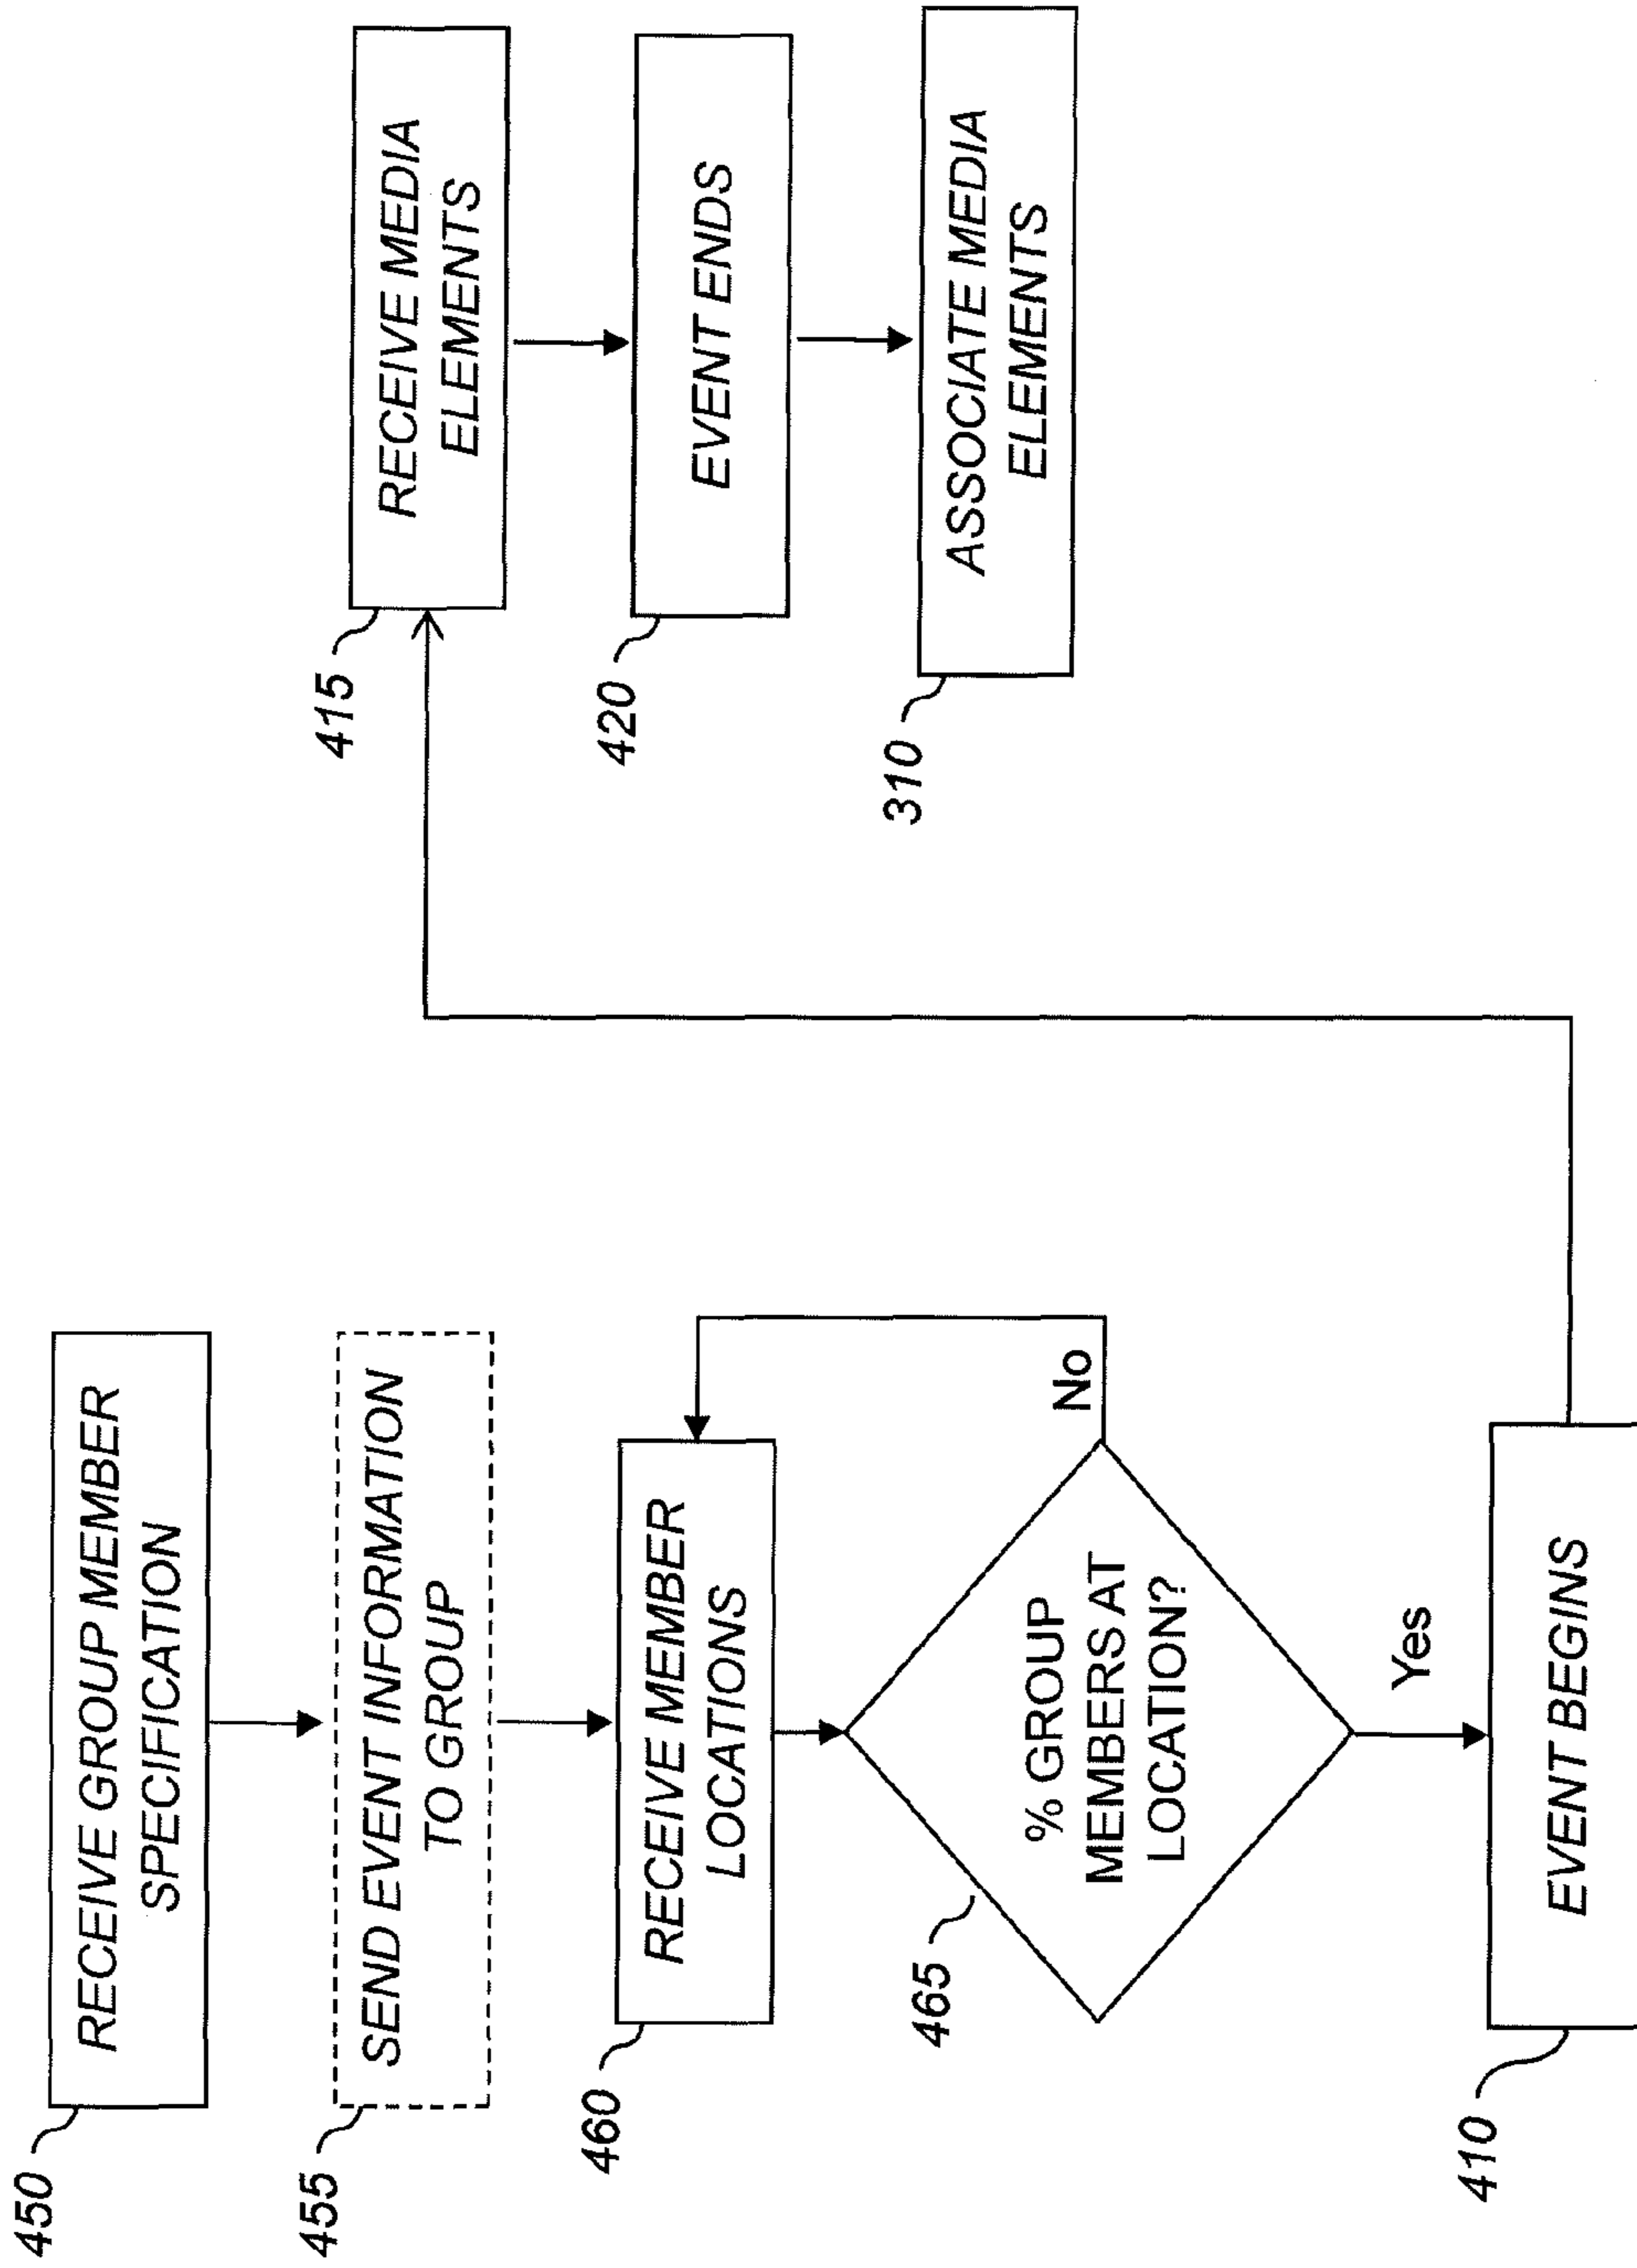 450
RECEIVE GROUP MEMBER
SPECIFICATION
455
SEND EVENT INFORMATION
TO GROUP
460
RECEIVE MEMBER
LOCATIONS
465
% GROUP
MEMBERS AT
LOCATION?
No
Yes
410
EVENT BEGINS
415
RECEIVE MEDIA
ELEMENTS
420
EVENT ENDS
310
ASSOCIATE MEDIA
ELEMENTS